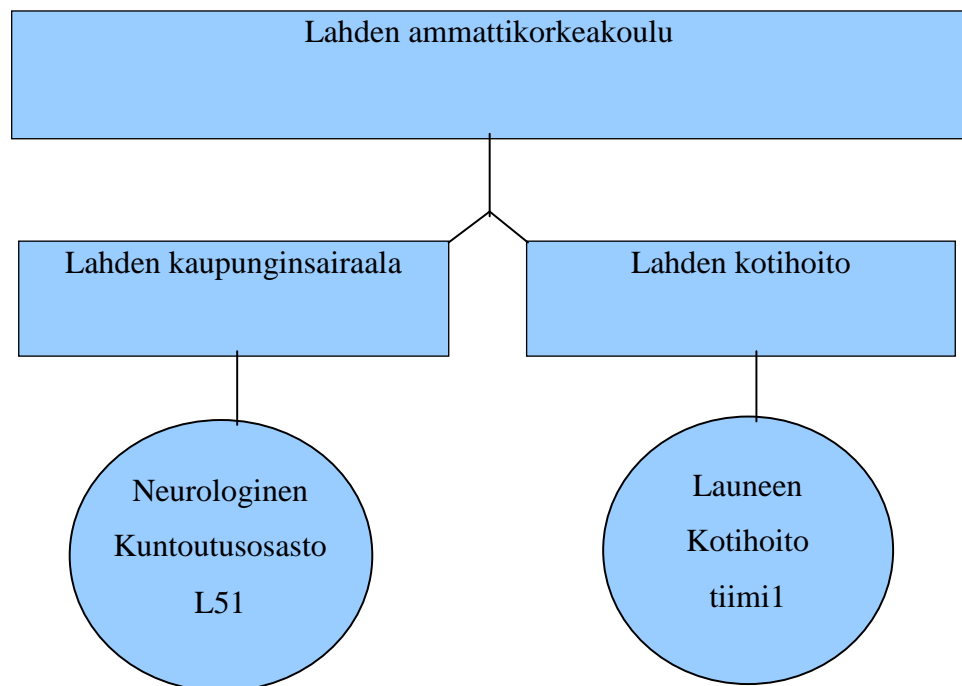 Lahden ammattikorkeakoulu
Lahden kaupunginsairaala
Lahden kotihoito
Neurologinen
Kuntoutusosasto
L51
Launeen
Kotihoito
tiimi1